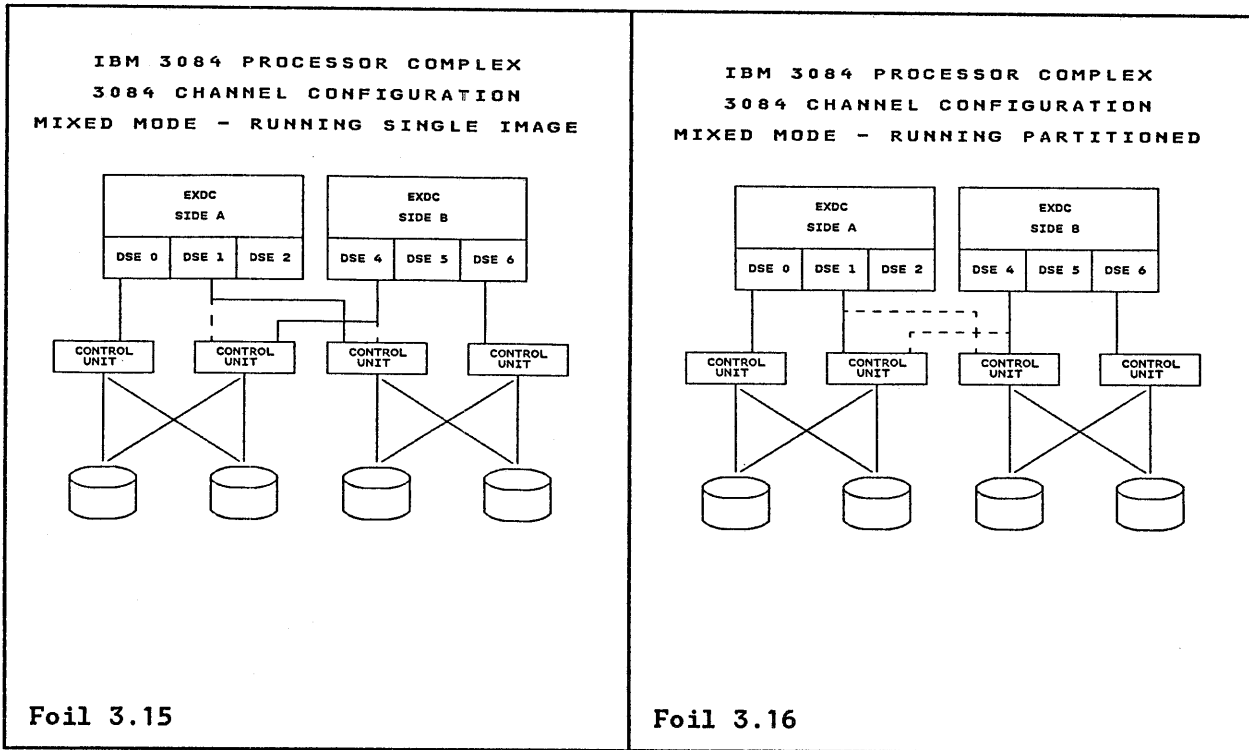 IBM 3084 PROCESSOR COMPLEX
3084 CHANNEL CONFIGURATION
MIXED MODE - RUNNING SINGLE IMAGE
EXDC
SIDE A
DSE 0 DSE 1 DSE 2
EXDC
SIDE B
DSE 4 DSE 5 DSE 6
CONTROL
UNIT
CONTROL
UNIT
CONTROL
UNIT
CONTROL
UNIT
Foil 3.15
IBM 3084 PROCESSOR COMPLEX
3084 CHANNEL CONFIGURATION
MIXED MODE - RUNNING PARTITIONED
EXDC
SIDE A
DSE 0 DSE 1 DSE 2
EXDC
SIDE B
DSE 4 DSE 5 DSE 6
CONTROL
UNIT
CONTROL
UNIT
CONTROL
UNIT
CONTROL
UNIT
Foil 3.16